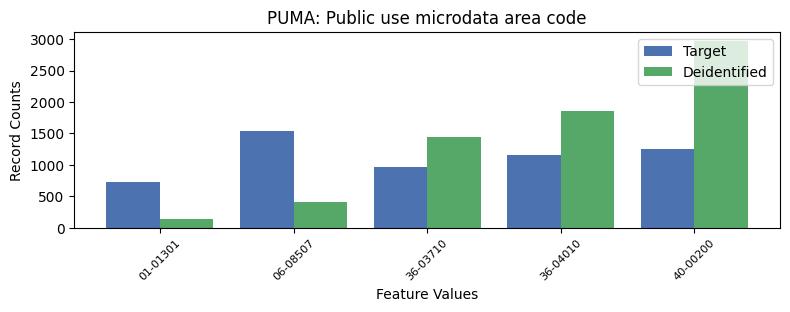 PUMA: Public use microdata area code
Record Counts
3000
2500
2000
1500
1000
500
0
Target
Deidentified
01-01301
06-08507
36-03710
36-04010
40-00200
Feature Values